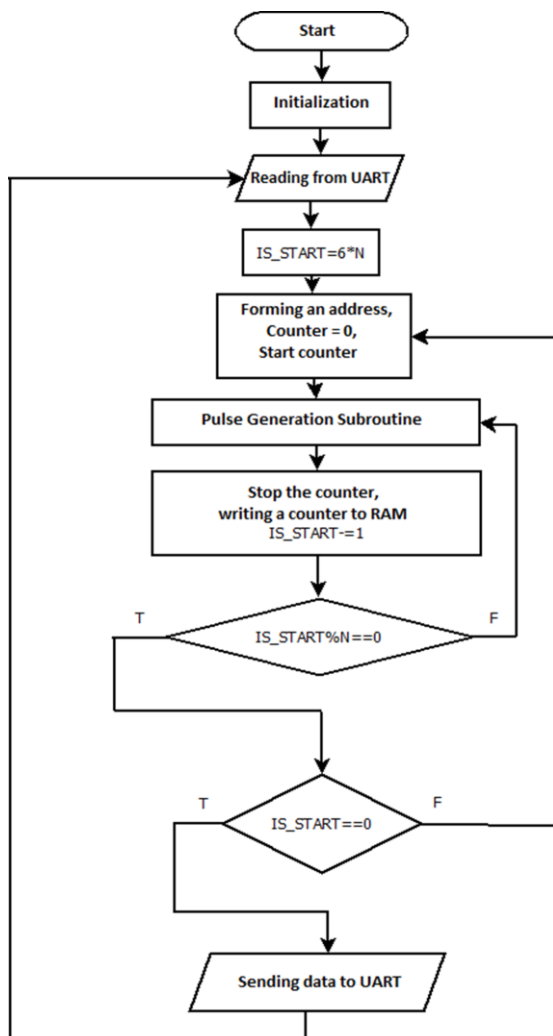 Start
Initialization
Reading from UART
IS_START=6*N
Forming an address,
Counter = 0,
Start counter
Pulse Generation Subroutine
Stop the counter,
writing a counter to RAM
IS_START-=1
T
F
IS_START%N==0
T
F
IS_START==0
Sending data to UART